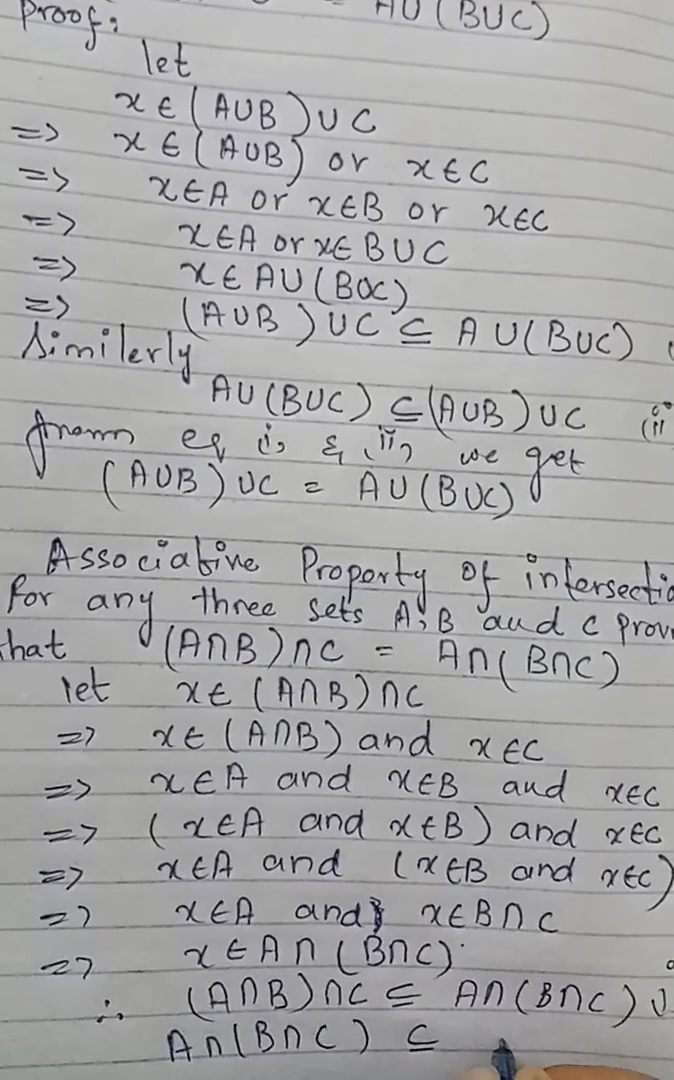 = AU(BUC)
Proof:
let
x ∈ (AUB) U C
=> x ∈ (AUB) or x ∈ C
=> x ∈ A or x ∈ B or x ∈ C
=> x ∈ A or x ∈ B U C
=> x ∈ A U (BUC)
=> (AUB) U C ⊆ A U (BUC) (
Similerly
AU(BUC) ⊆ (AUB) U C (ii
from eq i, & ii, we get
(AUB) U C = AU(BUC)
Associative Property of intersectio
for any three sets A, B and C prov
that (A∩B)∩C = A∩(B∩C)
let x ∈ (A∩B)∩C
=> x ∈ (A∩B) and x ∈ C
=> x ∈ A and x ∈ B and x ∈ C
=> (x ∈ A and x ∈ B) and x ∈ C
=> x ∈ A and (x ∈ B and x ∈ C)
=> x ∈ A and x ∈ B∩C
=> x ∈ A∩(B∩C)
∴ (A∩B)∩C ⊆ A∩(B∩C)
A∩(B∩C) ⊆